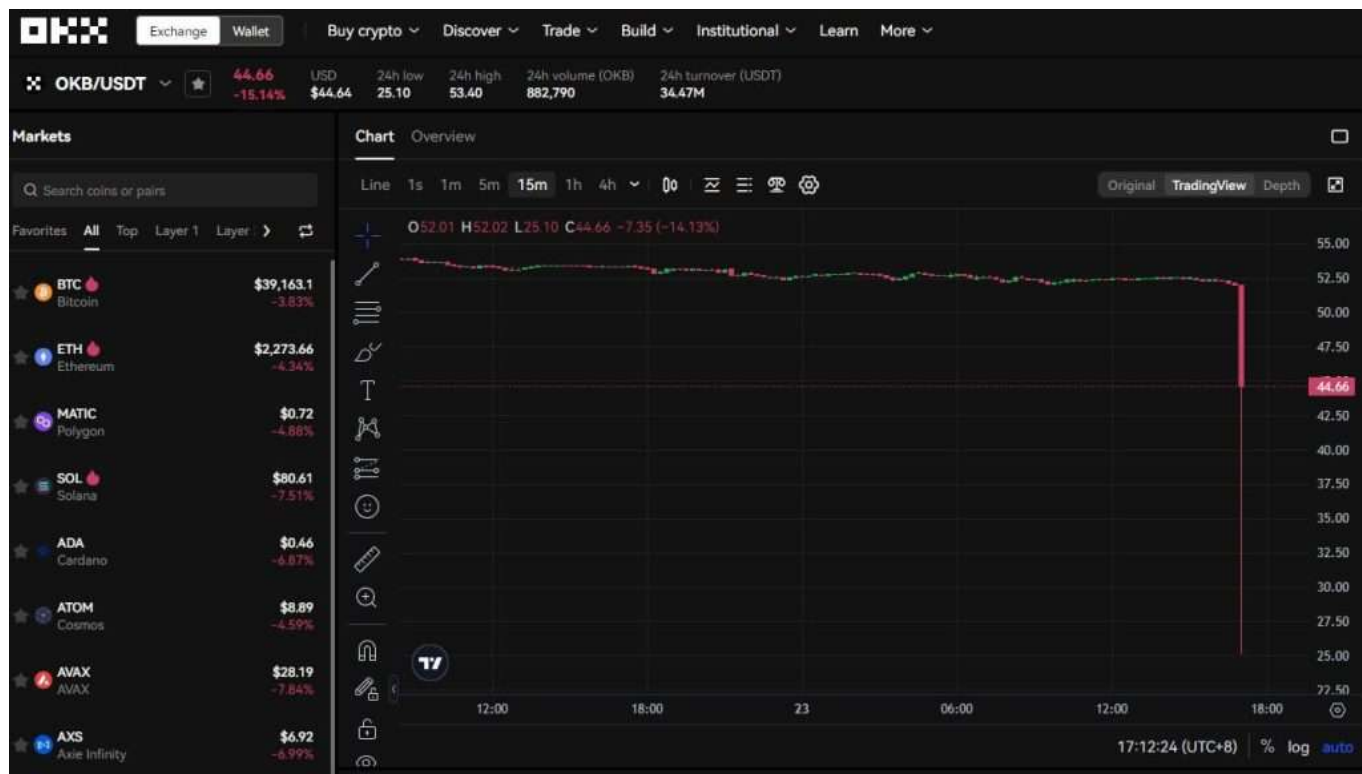 OKX Exchange Wallet Buy crypto Discover Trade Build Institutional Learn More
OKB/USDT 44.66 USD 24h low 24h high 24h volume (OKB) 24h turnover (USDT)
-15.14% $44.64 25.10 53.40 882,790 34.47M
Markets
Chart Overview
Search coins or pairs
Line 1s 1m 5m 15m 1h 4h Original TradingView Depth
Favorites All Top Layer 1 Layer
O52.01 H52.02 L25.10 C44.66 -7.35 (-14.13%)
BTC $39,163.1
Bitcoin -3.83%
ETH $2,273.66
Ethereum -4.34%
MATIC $0.72
Polygon -4.88%
SOL $80.61
Solana -7.51%
ADA $0.46
Cardano -6.87%
ATOM $8.89
Cosmos -4.59%
AVAX $28.19
AVAX -7.84%
AXS $6.92
Axie Infinity -6.99%
55.00
52.50
50.00
47.50
44.66
42.50
40.00
37.50
35.00
32.50
30.00
27.50
25.00
22.50
12:00 18:00 23 06:00 12:00 18:00
17:12:24 (UTC+8) % log auto